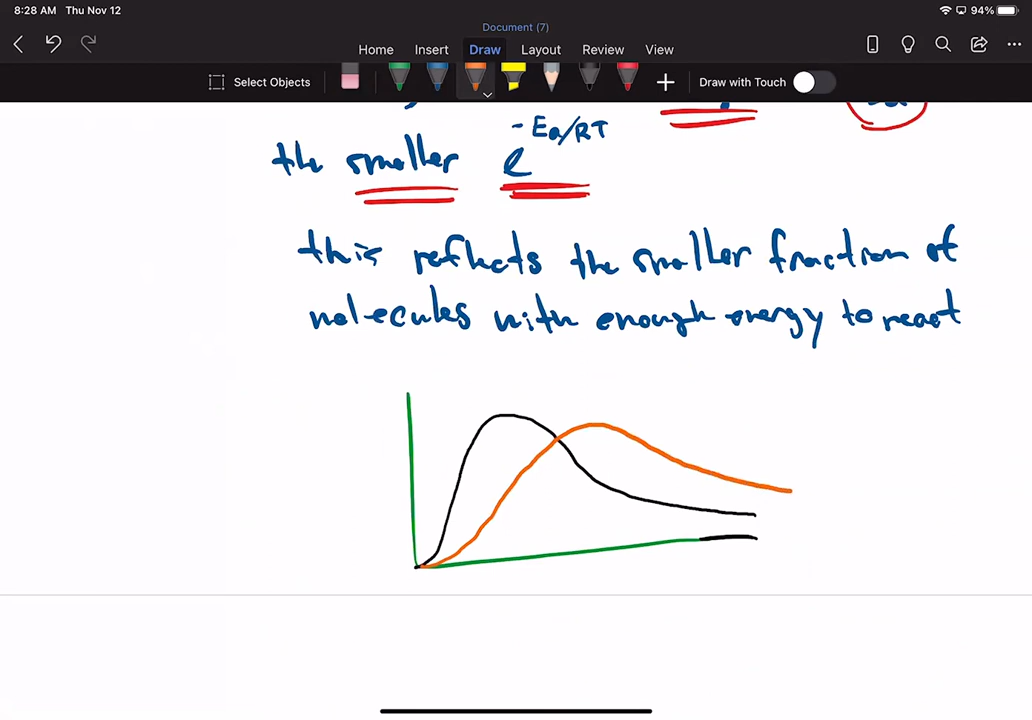 8:28 AM Thu Nov 12
94%
Document (7)
Home Insert Draw Layout Review View
Select Objects
Draw with Touch
the smaller e^-Ea/RT
this reflects the smaller fraction of
molecules with enough energy to react